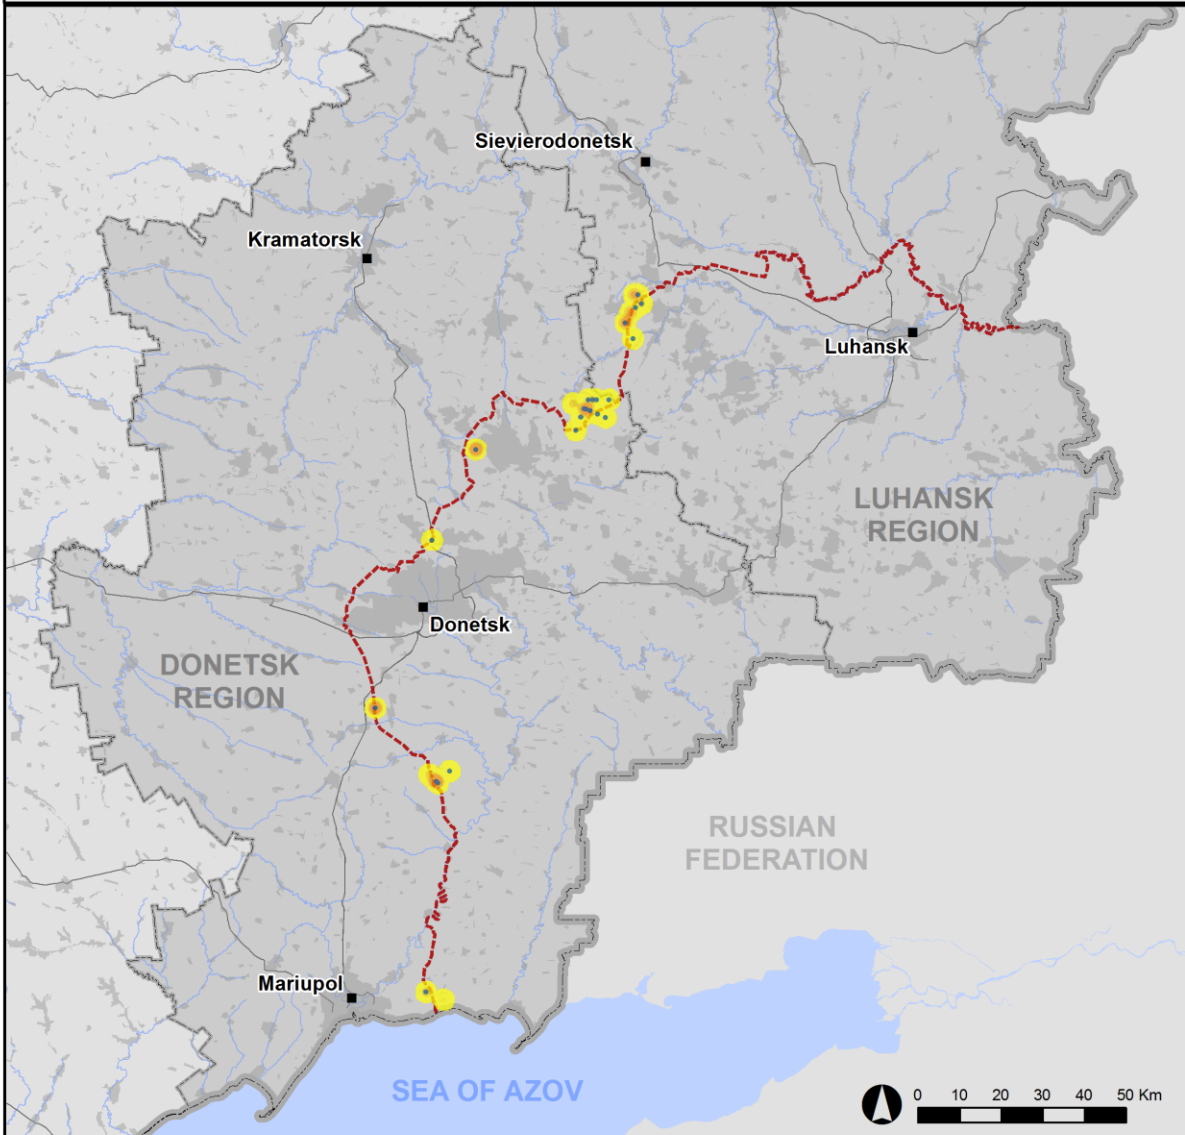 Sievierodonetsk
Kramatorsk
Luhansk
LUHANSK
REGION
Donetsk
DONETSK
REGION
RUSSIAN
FEDERATION
Mariupol
SEA OF AZOV
0 10 20 30 40 50 Km